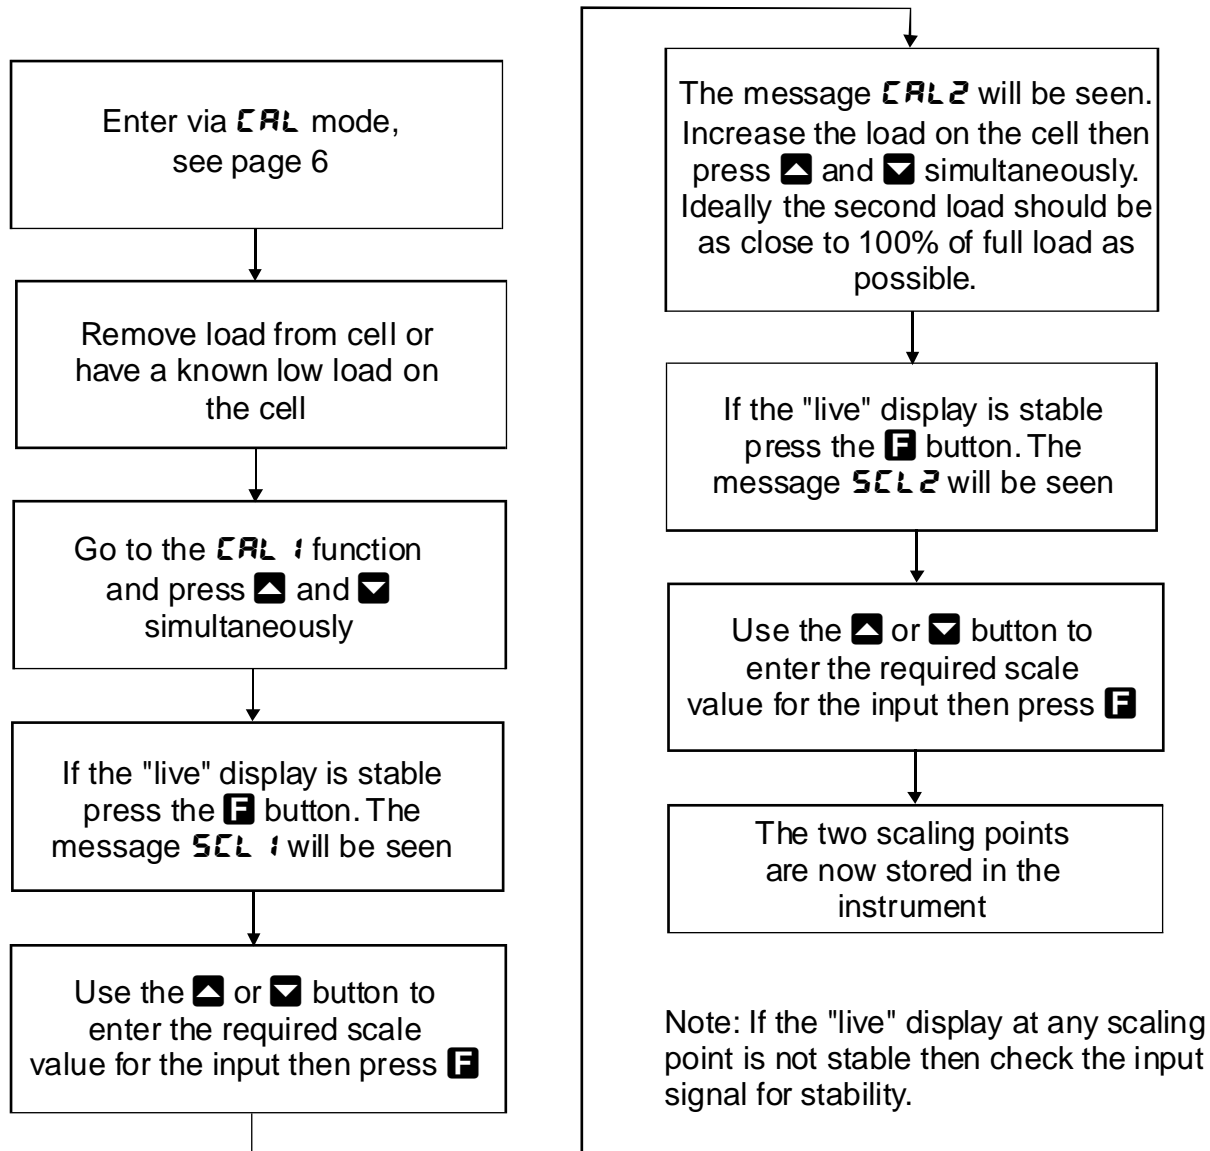 Enter via CAL mode,
see page 6
Remove load from cell or
have a known low load on
the cell
Go to the CAL 1 function
and press ▲ and ▼
simultaneously
If the "live" display is stable
press the F button. The
message SCL 1 will be seen
Use the ▲ or ▼ button to
enter the required scale
value for the input then press F
The message CAL2 will be seen.
Increase the load on the cell then
press ▲ and ▼ simultaneously.
Ideally the second load should be
as close to 100% of full load as
possible.
If the "live" display is stable
press the F button. The
message SCL2 will be seen
Use the ▲ or ▼ button to
enter the required scale
value for the input then press F
The two scaling points
are now stored in the
instrument
Note: If the "live" display at any scaling
point is not stable then check the input
signal for stability.